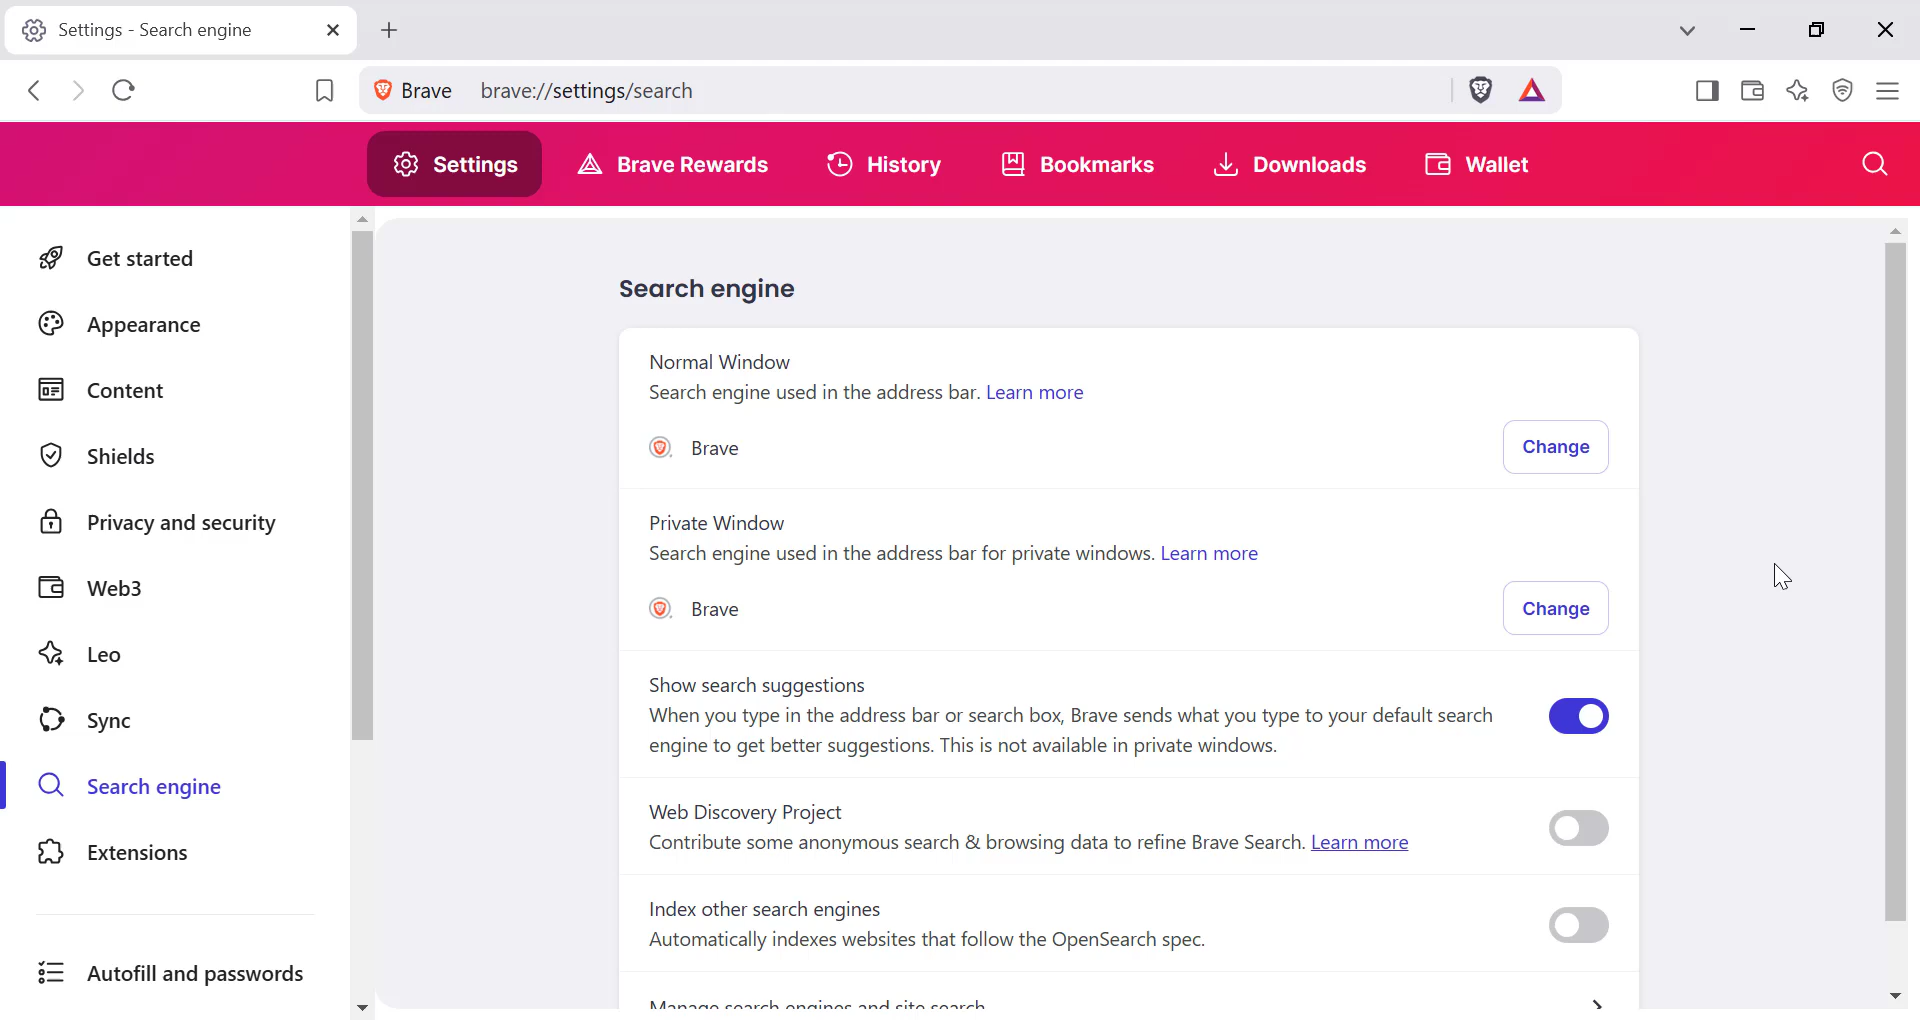 Settings - Search engine
Brave brave://settings/search
Settings Brave Rewards History Bookmarks Downloads Wallet
Get started
Appearance
Content
Shields
Privacy and security
Web3
Leo
Sync
Search engine
Extensions
Autofill and passwords
Search engine
Normal Window
Search engine used in the address bar. Learn more
Brave Change
Private Window
Search engine used in the address bar for private windows. Learn more
Brave Change
Show search suggestions
When you type in the address bar or search box, Brave sends what you type to your default search
engine to get better suggestions. This is not available in private windows.
Web Discovery Project
Contribute some anonymous search & browsing data to refine Brave Search. Learn more
Index other search engines
Automatically indexes websites that follow the OpenSearch spec.
Manage search engines and site search